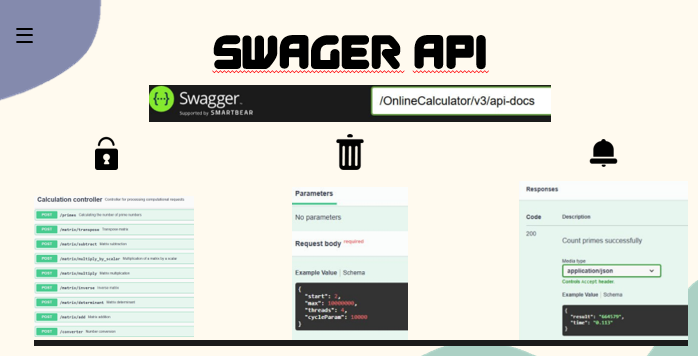 SWAGER API
Swagger.
Supported by SMARTBEAR
/OnlineCalculator/v3/api-docs
Calculation controller Controller for processing computational requests
POST /primes Calculating the number of prime numbers
POST /matrix/transpose Transpose matrix
POST /matrix/subtract Matrix subtraction
POST /matrix/multiply_by_scalar Multiplication of a matrix by a scalar
POST /matrix/multiply Matrix multiplication
POST /matrix/inverse Inverse matrix
POST /matrix/determinant Matrix determinant
POST /matrix/add Matrix addition
POST /converter Number conversion
Parameters
No parameters
Request body required
Example Value | Schema
{
"start": 2,
"max": 10000000,
"threads": 4,
"cycleParam": 10000
}
Responses
Code Description
200
Count primes successfully
Media type
application/json
Controls Accept header.
Example Value | Schema
{
"result": "664579",
"time": "0.113"
}